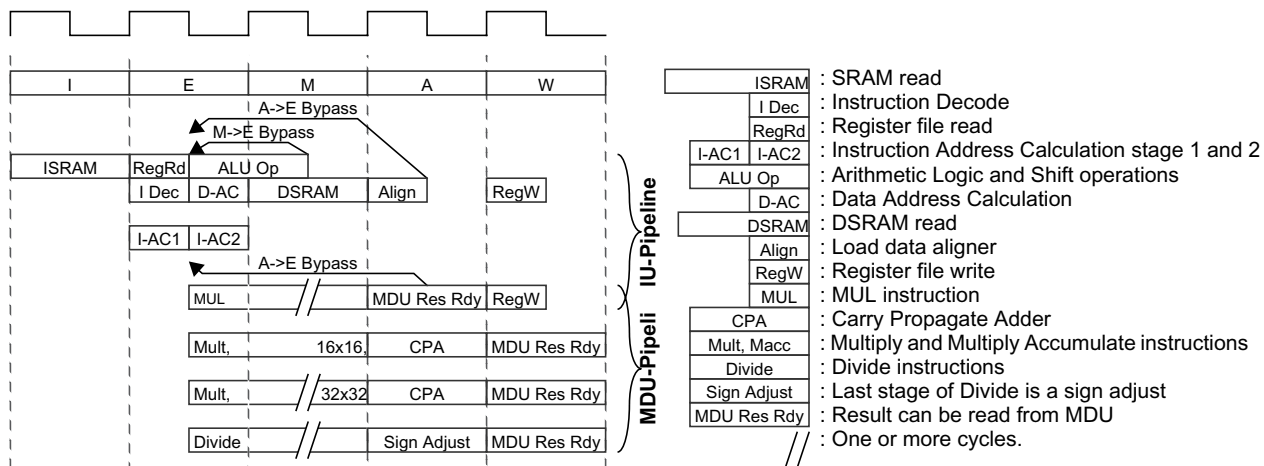 I E M A W
A->E Bypass
M->E Bypass
ISRAM RegRd ALU Op
I Dec D-AC DSRAM Align RegW
I-AC1 I-AC2
A->E Bypass
MUL MDU Res Rdy RegW
Mult, 16x16, CPA MDU Res Rdy
Mult, 32x32 CPA MDU Res Rdy
Divide Sign Adjust MDU Res Rdy
IU-Pipeline
MDU-Pipeli
ISRAM : SRAM read
I Dec : Instruction Decode
RegRd : Register file read
I-AC1 I-AC2 : Instruction Address Calculation stage 1 and 2
ALU Op : Arithmetic Logic and Shift operations
D-AC : Data Address Calculation
DSRAM : DSRAM read
Align : Load data aligner
RegW : Register file write
MUL : MUL instruction
CPA : Carry Propagate Adder
Mult, Macc : Multiply and Multiply Accumulate instructions
Divide : Divide instructions
Sign Adjust : Last stage of Divide is a sign adjust
MDU Res Rdy : Result can be read from MDU
: One or more cycles.